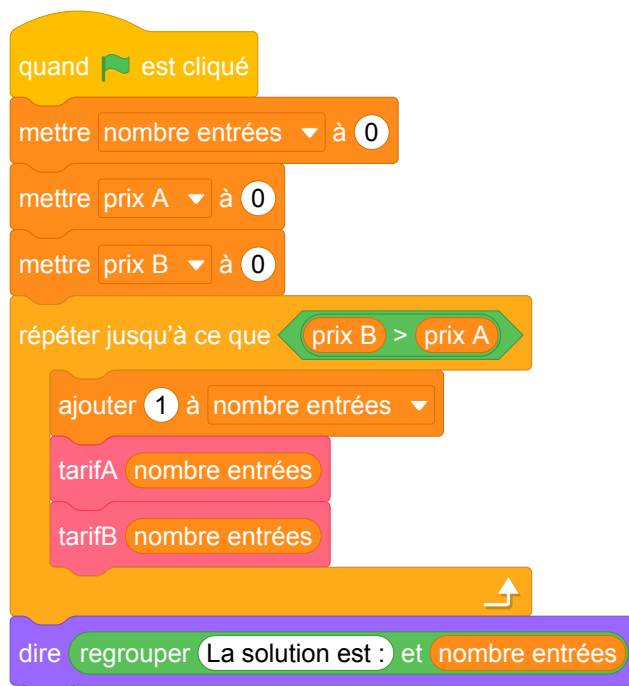 quand est cliqué
mettre nombre entrées à 0
mettre prix A à 0
mettre prix B à 0
répéter jusqu'à ce que prix B > prix A
ajouter 1 à nombre entrées
tarifA nombre entrées
tarifB nombre entrées
dire regrouper La solution est : et nombre entrées